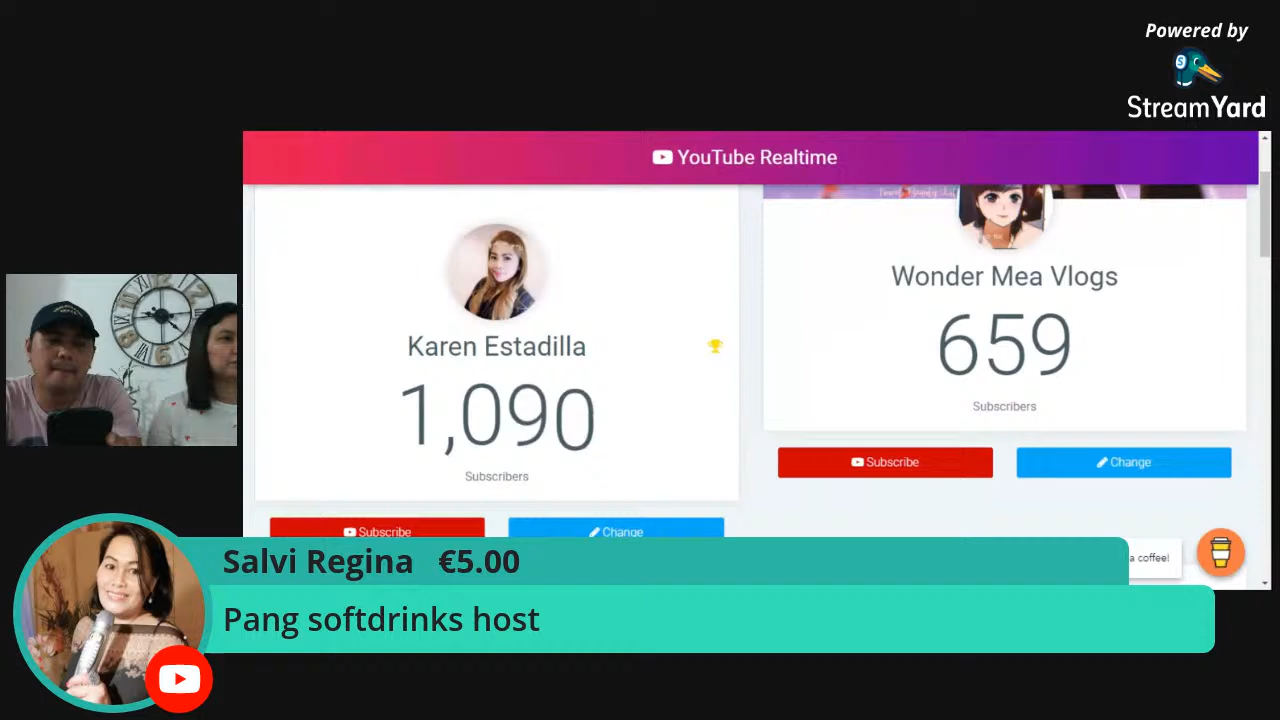 Powered by
StreamYard
YouTube Realtime
Karen Estadilla
1,090
Subscribers
Subscribe
Change
Wonder Mea Vlogs
659
Subscribers
Subscribe
Change
a coffee!
Salvi Regina €5.00
Pang softdrinks host